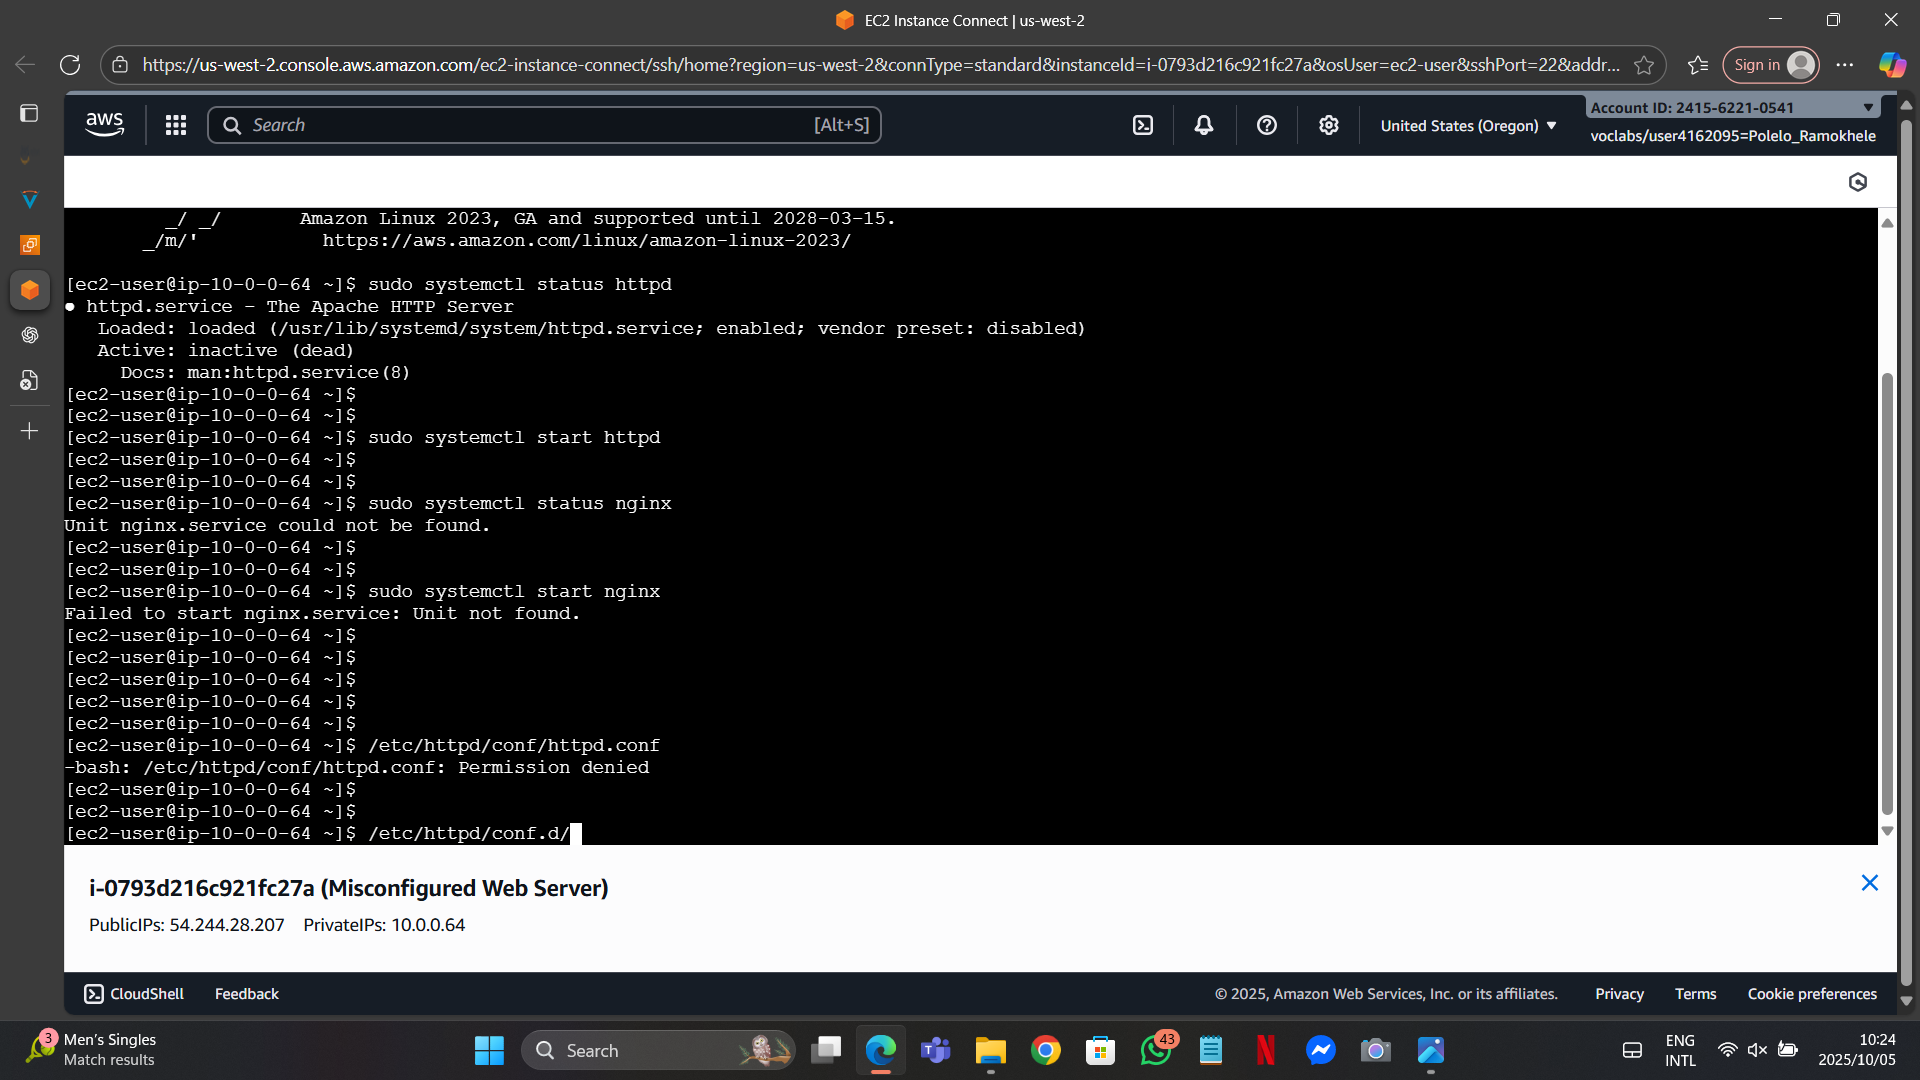 EC2 Instance Connect | us-west-2
https://us-west-2.console.aws.amazon.com/ec2-instance-connect/ssh/home?region=us-west-2&connType=standard&instanceId=i-0793d216c921fc27a&osUser=ec2-user&sshPort=22&addr...
Sign in
aws
Search
[Alt+S]
United States (Oregon)
Account ID: 2415-6221-0541
voclabs/user4162095=Polelo_Ramokhele
_/ _/       Amazon Linux 2023, GA and supported until 2028-03-15.
_/m/'           https://aws.amazon.com/linux/amazon-linux-2023/
[ec2-user@ip-10-0-0-64 ~]$ sudo systemctl status httpd
● httpd.service - The Apache HTTP Server
Loaded: loaded (/usr/lib/systemd/system/httpd.service; enabled; vendor preset: disabled)
Active: inactive (dead)
Docs: man:httpd.service(8)
[ec2-user@ip-10-0-0-64 ~]$
[ec2-user@ip-10-0-0-64 ~]$
[ec2-user@ip-10-0-0-64 ~]$ sudo systemctl start httpd
[ec2-user@ip-10-0-0-64 ~]$
[ec2-user@ip-10-0-0-64 ~]$
[ec2-user@ip-10-0-0-64 ~]$ sudo systemctl status nginx
Unit nginx.service could not be found.
[ec2-user@ip-10-0-0-64 ~]$
[ec2-user@ip-10-0-0-64 ~]$
[ec2-user@ip-10-0-0-64 ~]$ sudo systemctl start nginx
Failed to start nginx.service: Unit not found.
[ec2-user@ip-10-0-0-64 ~]$
[ec2-user@ip-10-0-0-64 ~]$
[ec2-user@ip-10-0-0-64 ~]$
[ec2-user@ip-10-0-0-64 ~]$
[ec2-user@ip-10-0-0-64 ~]$
[ec2-user@ip-10-0-0-64 ~]$ /etc/httpd/conf/httpd.conf
-bash: /etc/httpd/conf/httpd.conf: Permission denied
[ec2-user@ip-10-0-0-64 ~]$
[ec2-user@ip-10-0-0-64 ~]$
[ec2-user@ip-10-0-0-64 ~]$ /etc/httpd/conf.d/
i-0793d216c921fc27a (Misconfigured Web Server)
PublicIPs: 54.244.28.207    PrivateIPs: 10.0.0.64
CloudShell
Feedback
© 2025, Amazon Web Services, Inc. or its affiliates.
Privacy
Terms
Cookie preferences
3
Men's Singles
Match results
Search
43
ENG
INTL
10:24
2025/10/05